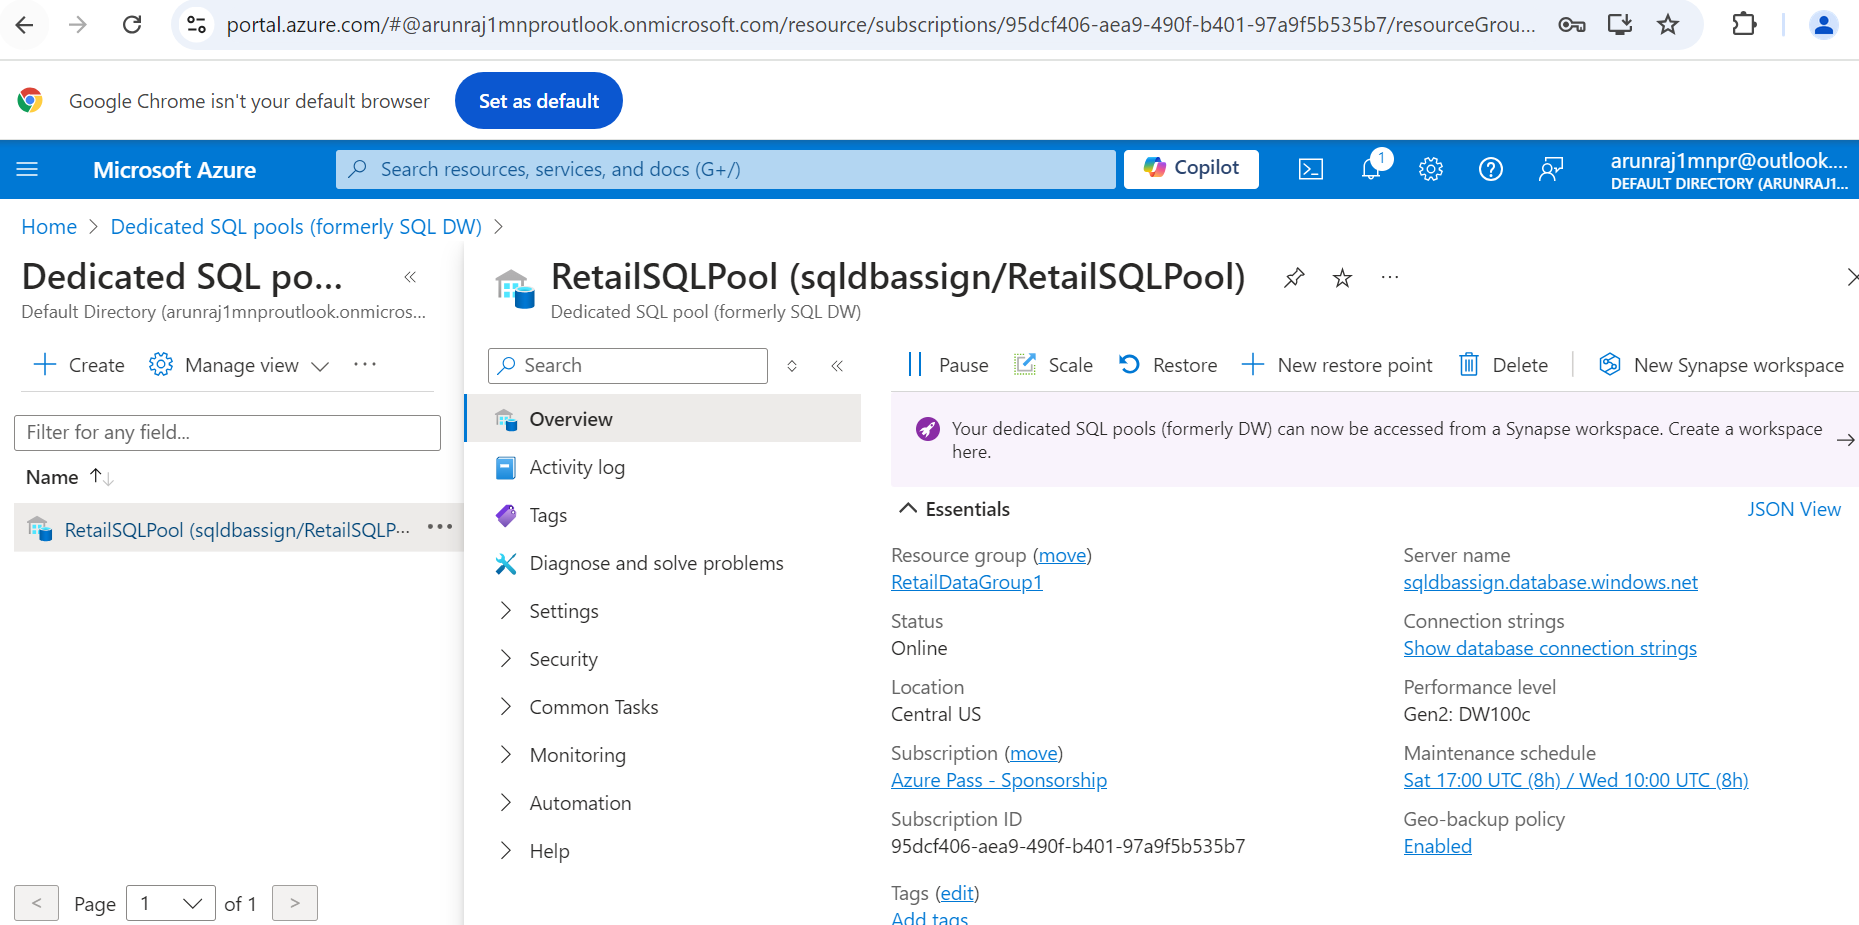 portal.azure.com/#@arunraj1mnproutlook.onmicrosoft.com/resource/subscriptions/95dcf406-aea9-490f-b401-97a9f5b535b7/resourceGrou...
Google Chrome isn't your default browser
Set as default
Microsoft Azure
Search resources, services, and docs (G+/)
Copilot
1
arunraj1mnpr@outlook....
DEFAULT DIRECTORY (ARUNRAJ1...
Home > Dedicated SQL pools (formerly SQL DW) >
Dedicated SQL po...
Default Directory (arunraj1mnproutlook.onmicros...
Create
Manage view
Filter for any field...
Name
RetailSQLPool (sqldbassign/RetailSQLP...
< Page 1 of 1 >
RetailSQLPool (sqldbassign/RetailSQLPool)
Dedicated SQL pool (formerly SQL DW)
Search
Overview
Activity log
Tags
Diagnose and solve problems
Settings
Security
Common Tasks
Monitoring
Automation
Help
Pause
Scale
Restore
New restore point
Delete
New Synapse workspace
Your dedicated SQL pools (formerly DW) can now be accessed from a Synapse workspace. Create a workspace
here.
Essentials
JSON View
Resource group (move)
RetailDataGroup1
Status
Online
Location
Central US
Subscription (move)
Azure Pass - Sponsorship
Subscription ID
95dcf406-aea9-490f-b401-97a9f5b535b7
Tags (edit)
Add tags
Server name
sqldbassign.database.windows.net
Connection strings
Show database connection strings
Performance level
Gen2: DW100c
Maintenance schedule
Sat 17:00 UTC (8h) / Wed 10:00 UTC (8h)
Geo-backup policy
Enabled